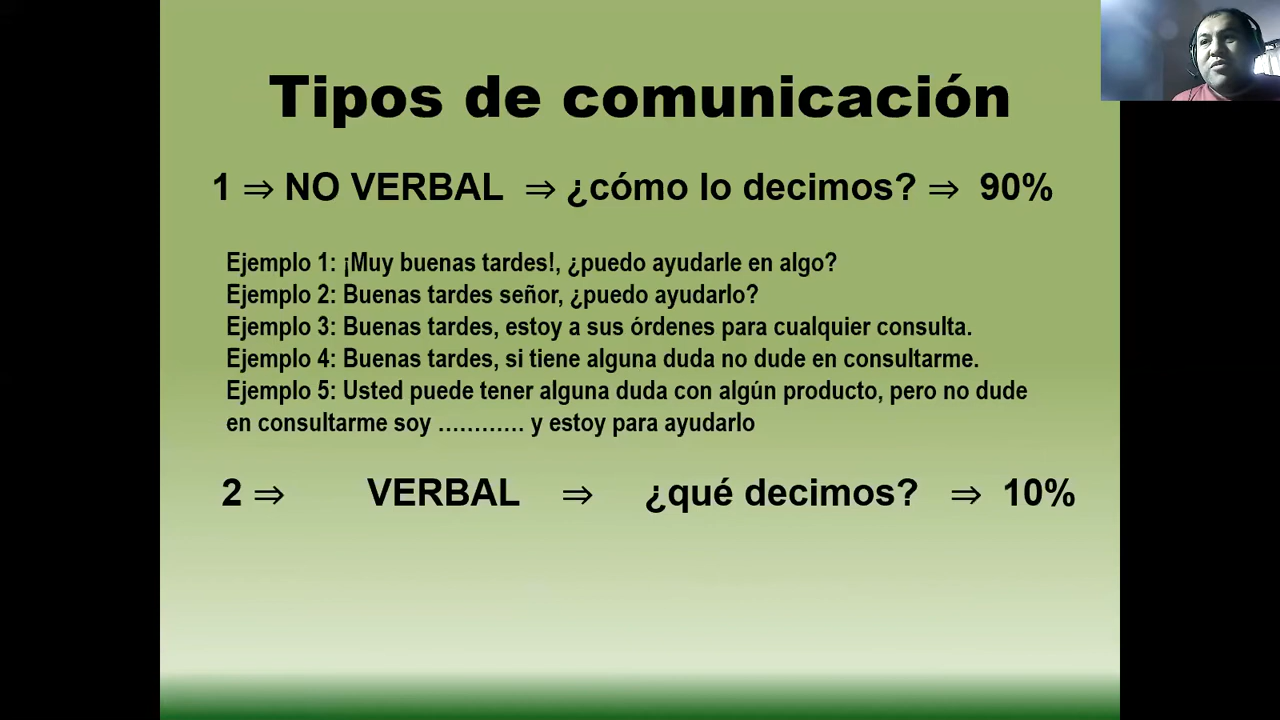 Tipos de comunicación
1 ⇒ NO VERBAL ⇒ ¿cómo lo decimos? ⇒ 90%
Ejemplo 1: ¡Muy buenas tardes!, ¿puedo ayudarle en algo?
Ejemplo 2: Buenas tardes señor, ¿puedo ayudarlo?
Ejemplo 3: Buenas tardes, estoy a sus órdenes para cualquier consulta.
Ejemplo 4: Buenas tardes, si tiene alguna duda no dude en consultarme.
Ejemplo 5: Usted puede tener alguna duda con algún producto, pero no dude
en consultarme soy ………… y estoy para ayudarlo
2 ⇒ VERBAL ⇒ ¿qué decimos? ⇒ 10%